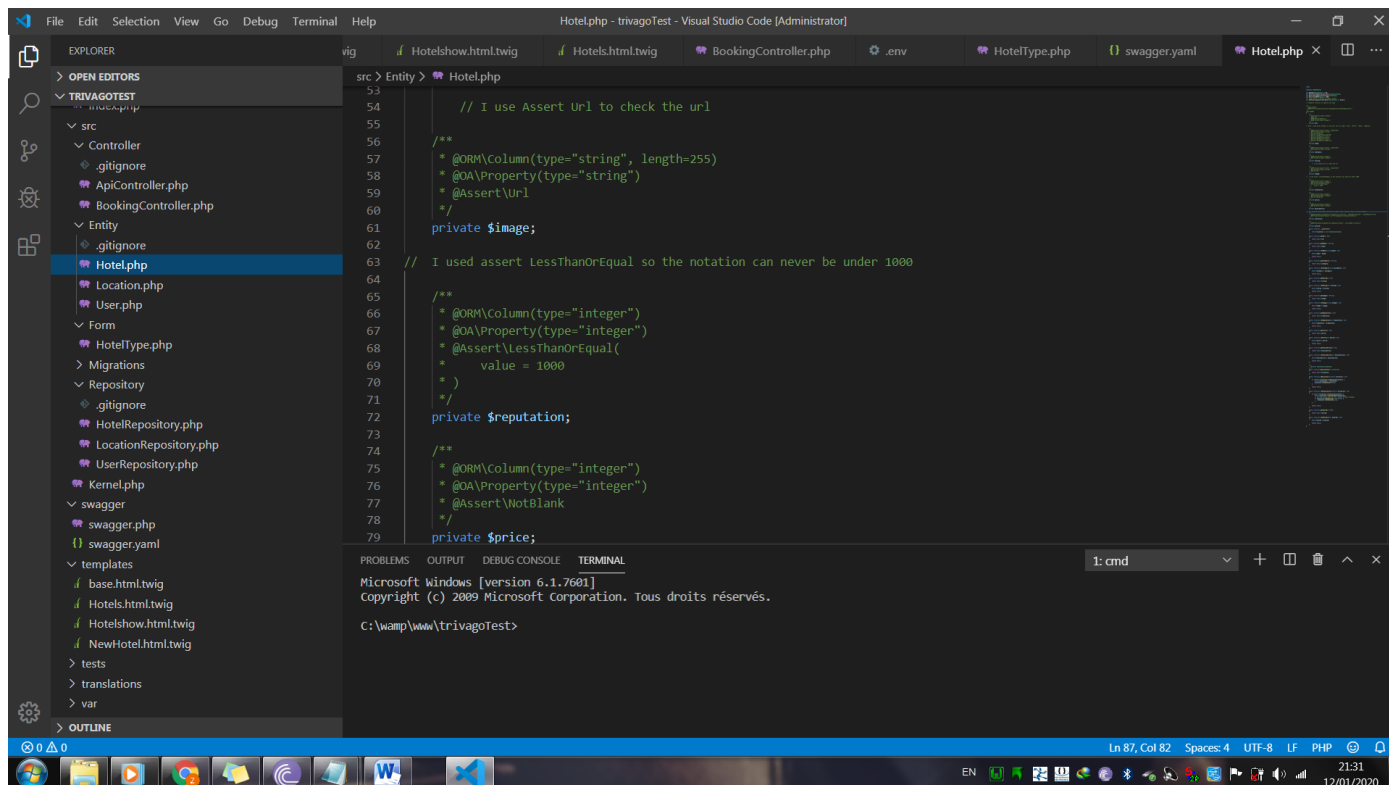 File Edit Selection View Go Debug Terminal Help
Hotel.php - trivagoTest - Visual Studio Code [Administrator]
EXPLORER
OPEN EDITORS
TRIVAGOTEST
index.php
src
Controller
.gitignore
ApiController.php
BookingController.php
Entity
.gitignore
Hotel.php
Location.php
User.php
Form
HotelType.php
Migrations
Repository
.gitignore
HotelRepository.php
LocationRepository.php
UserRepository.php
Kernel.php
swagger
swagger.php
swagger.yaml
templates
base.html.twig
Hotels.html.twig
Hotelshow.html.twig
NewHotel.html.twig
tests
translations
var
OUTLINE
vig Hotelshow.html.twig Hotels.html.twig BookingController.php .env HotelType.php swagger.yaml Hotel.php
src > Entity > Hotel.php
53
54 // I use Assert Url to check the url
55
56 /**
57 * @ORM\Column(type="string", length=255)
58 * @OA\Property(type="string")
59 * @Assert\Url
60 */
61 private $image;
62
63 // I used assert LessThanOrEqual so the notation can never be under 1000
64
65 /**
66 * @ORM\Column(type="integer")
67 * @OA\Property(type="integer")
68 * @Assert\LessThanOrEqual(
69 * value = 1000
70 * )
71 */
72 private $reputation;
73
74 /**
75 * @ORM\Column(type="integer")
76 * @OA\Property(type="integer")
77 * @Assert\NotBlank
78 */
79 private $price;
PROBLEMS OUTPUT DEBUG CONSOLE TERMINAL
1: cmd
Microsoft Windows [version 6.1.7601]
Copyright (c) 2009 Microsoft Corporation. Tous droits réservés.
C:\wamp\www\trivagoTest>
0 0
Ln 87, Col 82 Spaces: 4 UTF-8 LF PHP
EN
21:31
12/01/2020